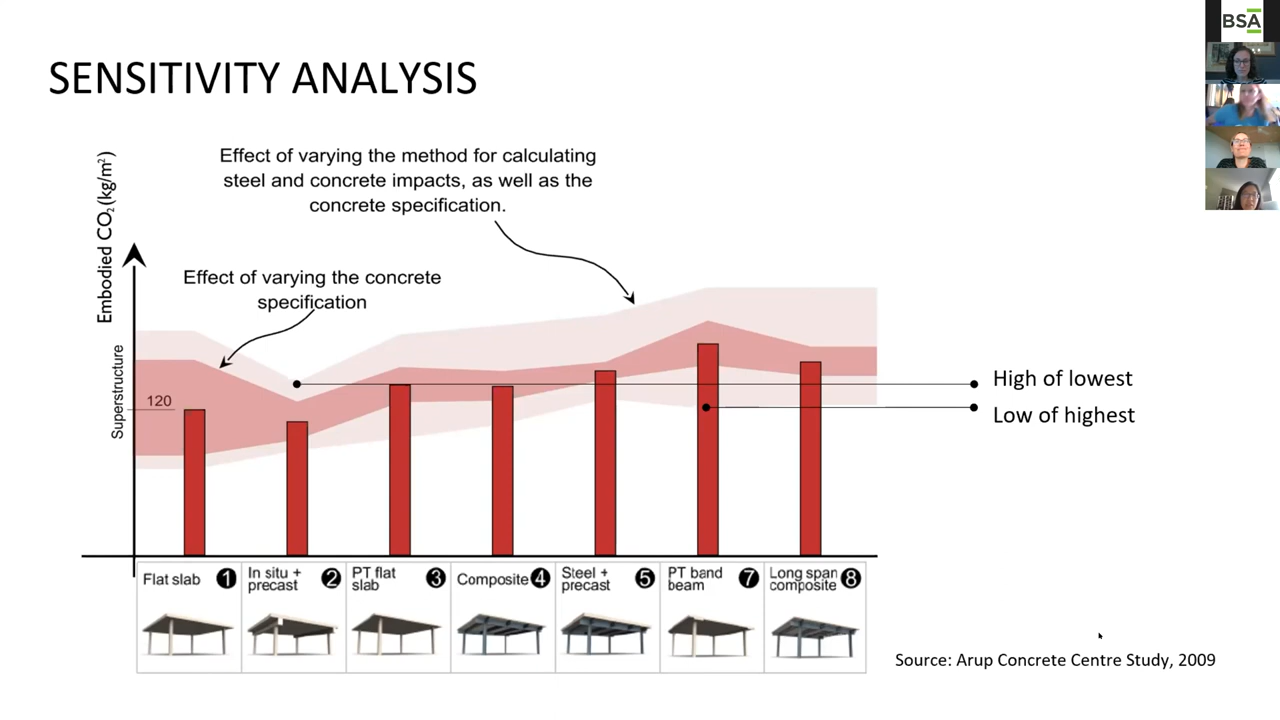 BSA
SENSITIVITY ANALYSIS
Embodied CO₂(kg/m²)
Superstructure
Effect of varying the method for calculating
steel and concrete impacts, as well as the
concrete specification.
Effect of varying the concrete
specification
120
High of lowest
Low of highest
Flat slab 1
In situ +
precast 2
PT flat
slab 3
Composite 4
Steel +
precast 5
PT band
beam 7
Long span
composite 8
Source: Arup Concrete Centre Study, 2009